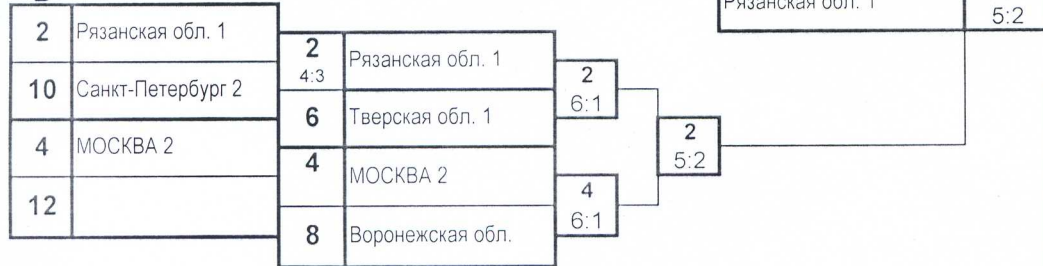 Рязанская обл. 1
5:2
2 Рязанская обл. 1
10 Санкт-Петербург 2
4 МОСКВА 2
12
2
4:3
Рязанская обл. 1
6 Тверская обл. 1
4 МОСКВА 2
8 Воронежская обл.
2
6:1
4
6:1
2
5:2